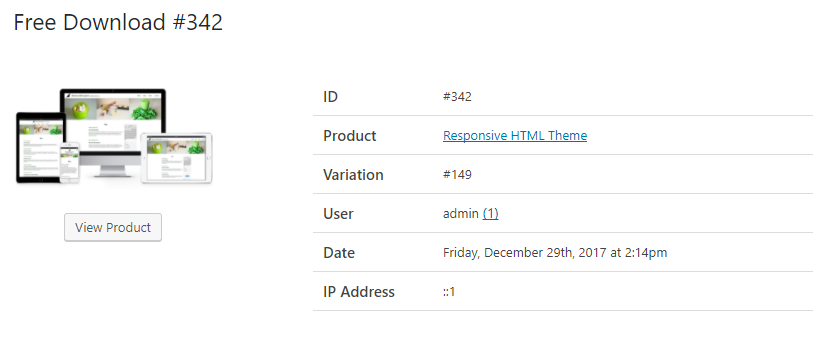 Free Download #342
ID #342
Product Responsive HTML Theme
Variation #149
User admin (1)
View Product
Date Friday, December 29th, 2017 at 2:14pm
IP Address ::1